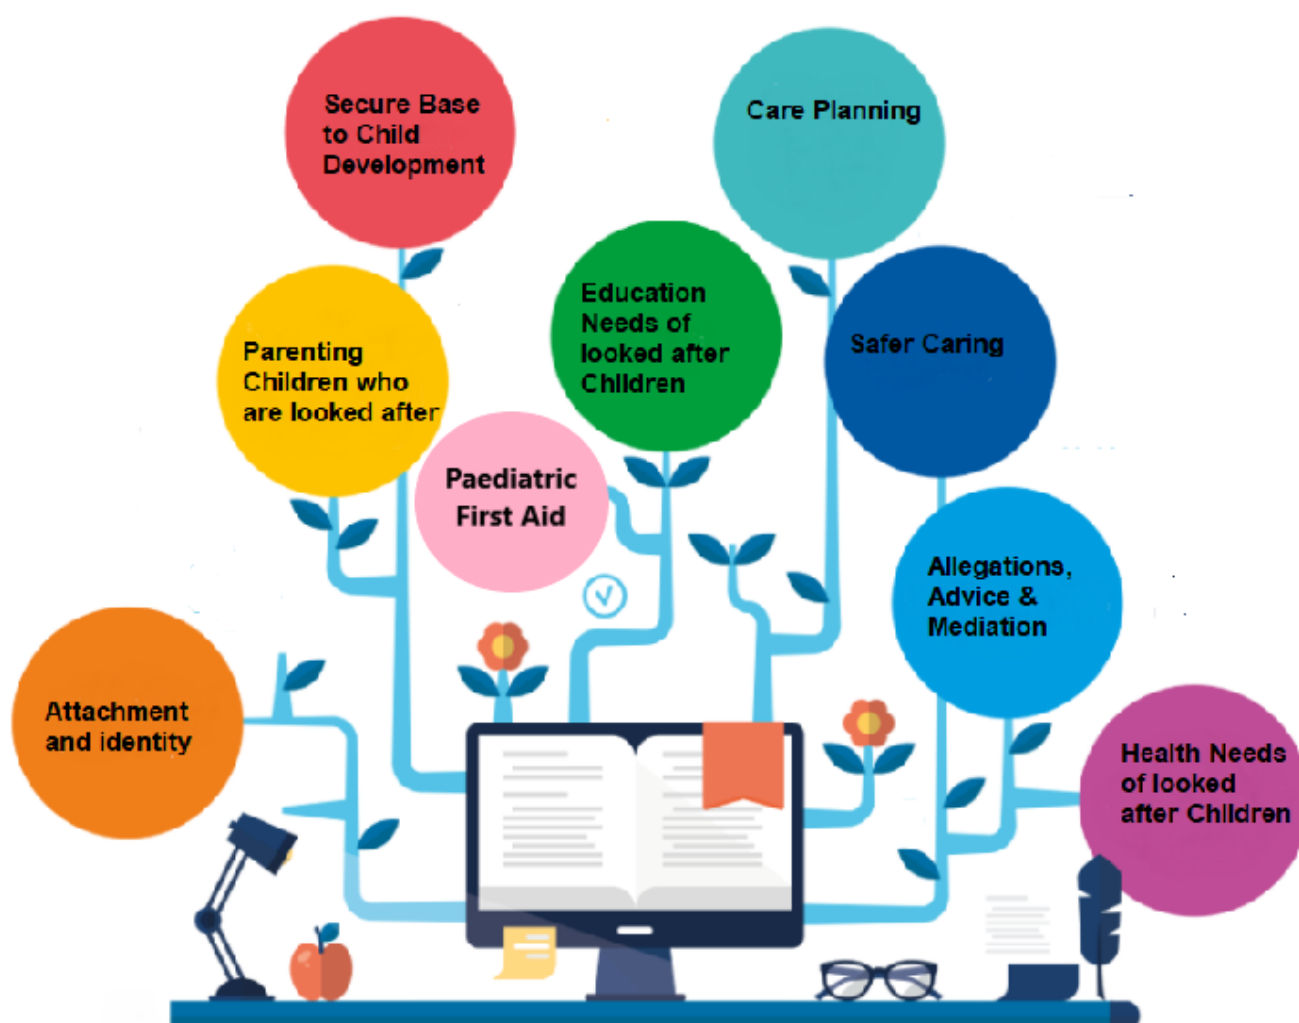 Secure Base
to Child
Development
Care Planning
Parenting
Children who
are looked after
Education
Needs of
looked after
Children
Safer Caring
Paediatric
First Aid
Allegations,
Advice &
Mediation
Attachment
and identity
Health Needs
of looked
after Children